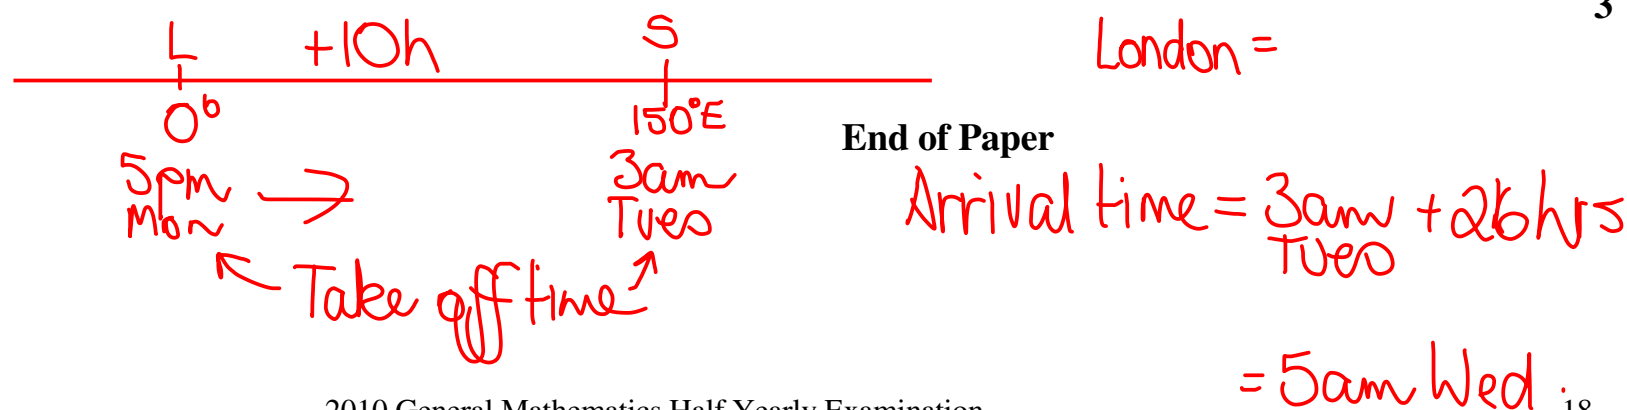 3
L +10h S
London =
0° 150°E
End of Paper
5pm → 3am
Mon Tues
Arrival time = 3am + 26hrs
Tues
Take off time
= 5am Wed.
2010 General Mathematics Half Yearly Examination 18